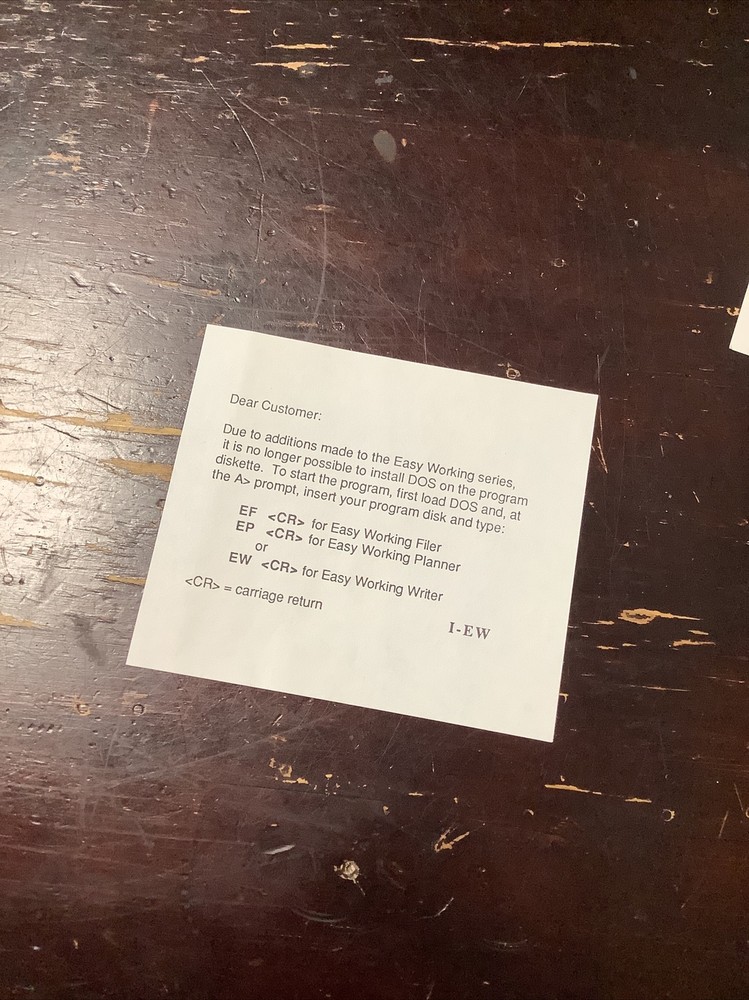 Dear Customer:
Due to additions made to the Easy Working series,
it is no longer possible to install DOS on the program
diskette. To start the program, first load DOS and, at
the A> prompt, insert your program disk and type:
EF <CR> for Easy Working Filer
EP <CR> for Easy Working Planner
or
EW <CR> for Easy Working Writer
<CR> = carriage return
I-EW